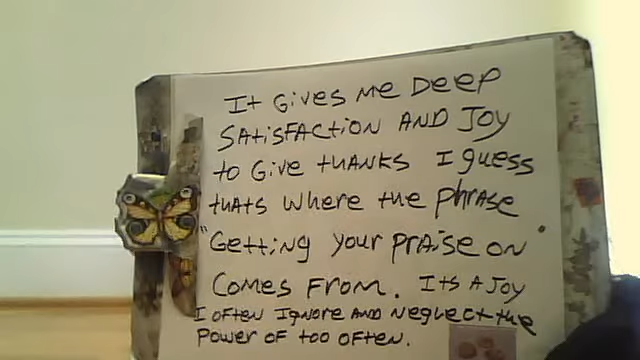 It Gives Me Deep
Satisfaction and Joy
to Give thanks I guess
thats where the phrase
"Getting your praise on"
Comes From. Its a Joy
I often Ignore and neglect the
Power of too often.